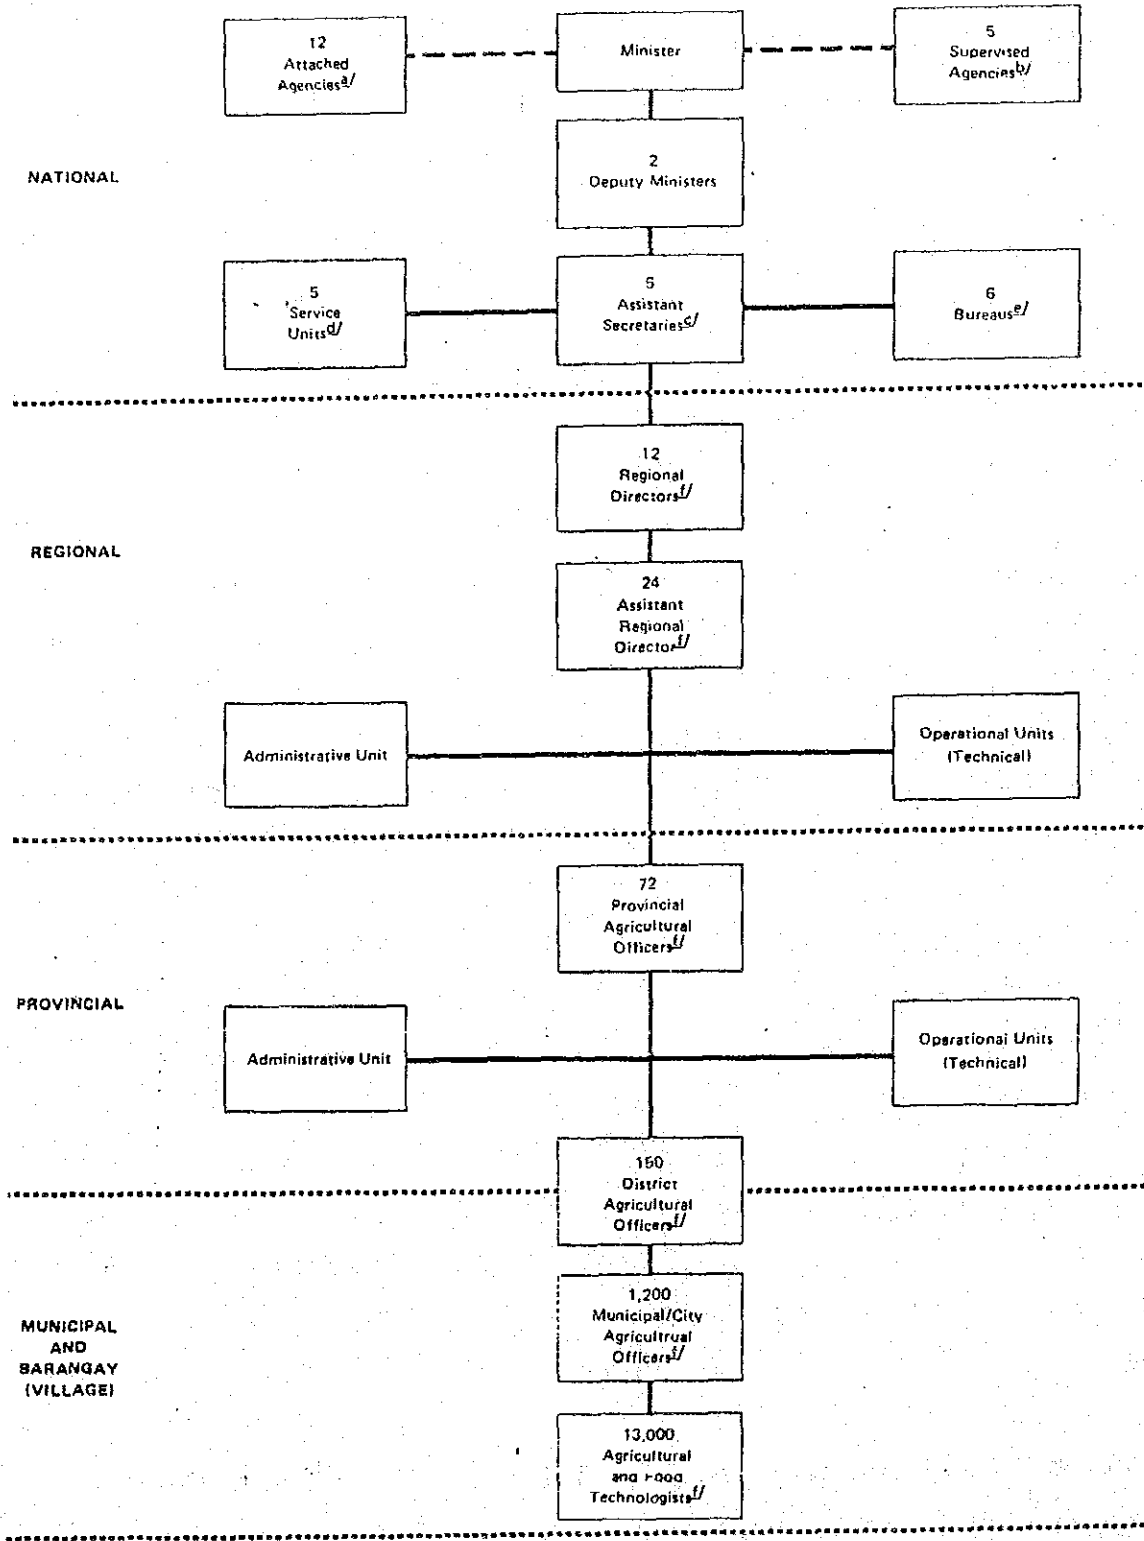 12
Attached
Agencies a/
Minister
5
Supervised
Agencies b/
NATIONAL
2
Deputy Ministers
5
Service
Units d/
Assistant
Secretaries c/
6
Bureaus e/
12
Regional
Directors f/
REGIONAL
24
Assistant
Regional
Director f/
Administrative Unit
Operational Units
(Technical)
72
Provincial
Agricultural
Officers f/
PROVINCIAL
Administrative Unit
Operational Units
(Technical)
District
Agricultural
Officers f/
1,200
Municipal/City
Agricultrual
Officers f/
MUNICIPAL
AND
BARANGAY
(VILLAGE)
13,000
Agricultural
and Food
Technologists f/